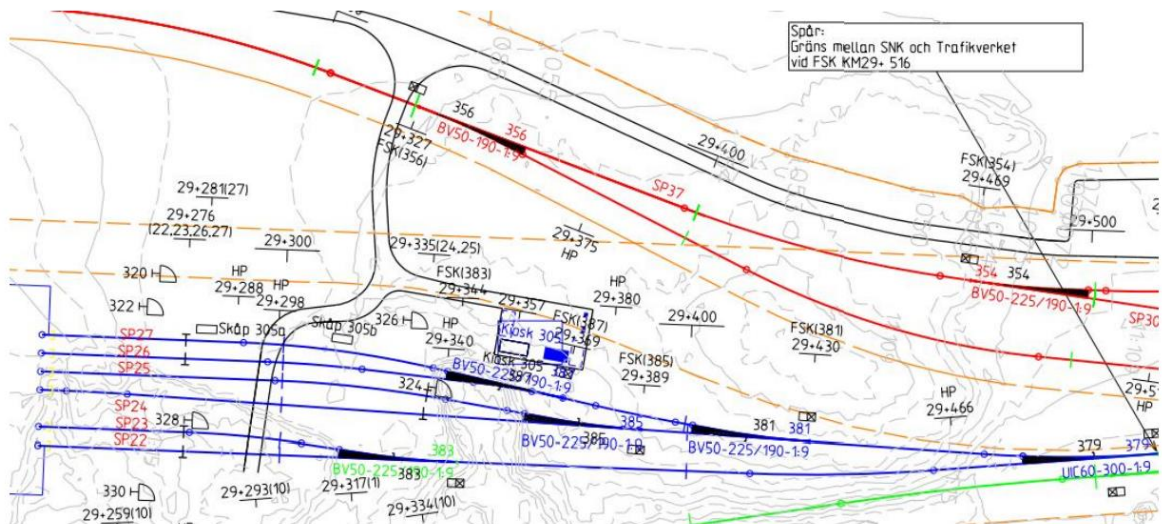 Spår:
Gräns mellan SNK och Trafikverket
vid FSK KM29+ 516
356
356
BV50-190-1:9
29+327
FSK(356)
29+400
SP37
FSK(354)
29+469
29+500
29+281(27)
29+276
(22,23,26,27)
29+300
29+335(24,25)
29+375
HP
354
354
BV50-225/190-1:9
SP30
320
HP
29+288
HP
29+298
FSK(383)
29+344
29+357
HP
29+380
29+400
322
326
Skåp 305a
Skåp 305b
HP
29+340
Kiosk 305
FSK(387)
29+369
FSK(381)
29+430
SP27
SP26
SP25
SP24
SP23
SP22
Kiosk 305
BV50-225/190-1:9
387
FSK(385)
29+389
324
HP
29+466
HP
328
385
385
BV50-225/190-1:9
381
381
BV50-225/190-1:9
379
379
UIC60-300-1:9
383
BV50-225/190-1:9
383
330
29+259(10)
29+293(10)
29+317(1)
29+334(10)